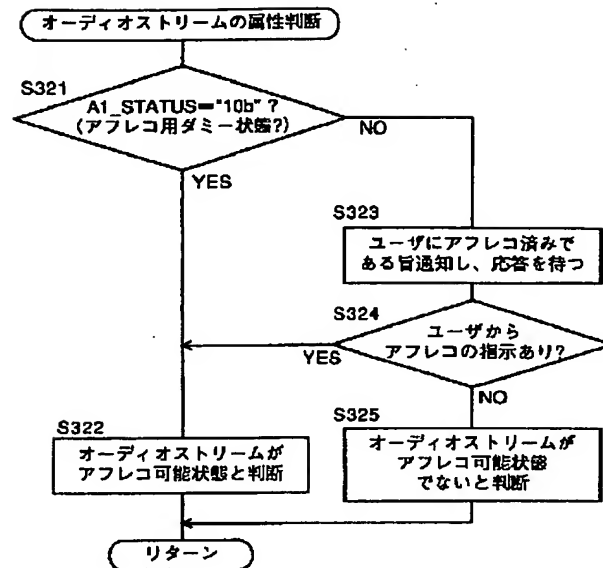 オーディオストリームの属性判断
S321
A1_STATUS="10b" ?
(アフレコ用ダミー状態?)
NO
YES
S323
ユーザにアフレコ済みで
ある旨通知し、応答を待つ
S324
ユーザから
アフレコの指示あり?
YES
NO
S322
オーディオストリームが
アフレコ可能状態と判断
S325
オーディオストリームが
アフレコ可能状態
でないと判断
リターン